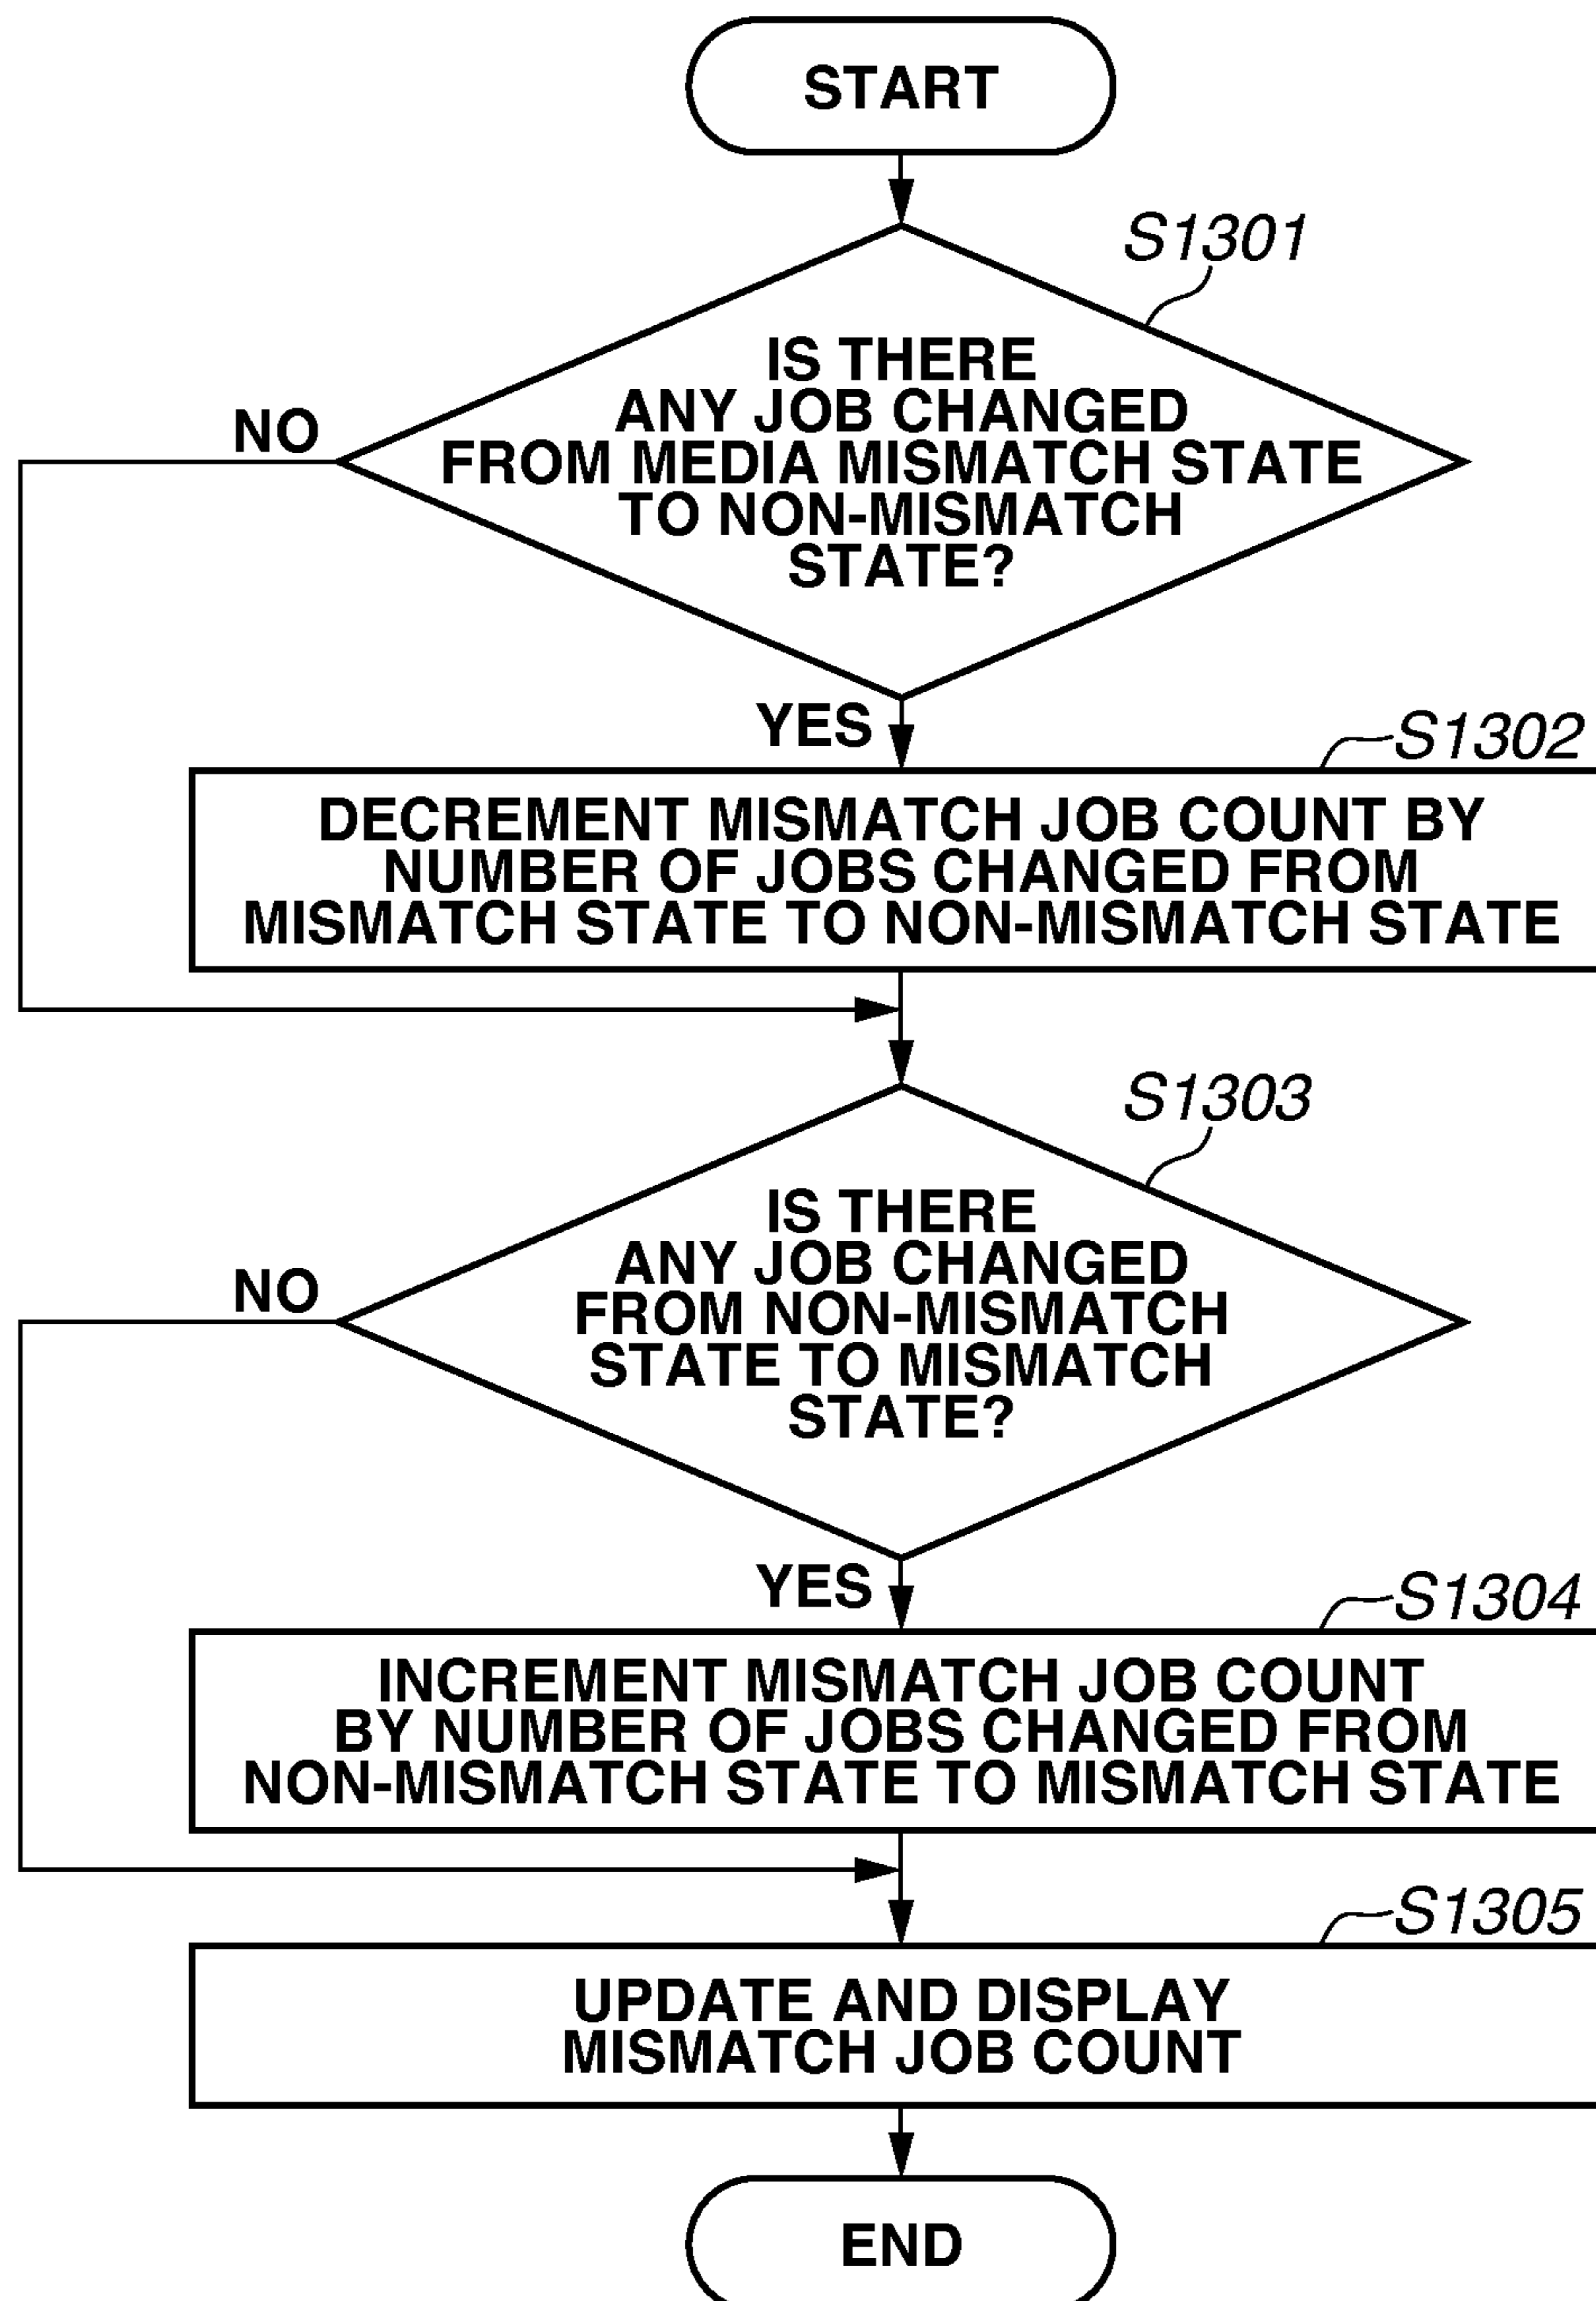 START
S1301
IS THERE
ANY JOB CHANGED
FROM MEDIA MISMATCH STATE
TO NON-MISMATCH
STATE?
NO
YES
S1302
DECREMENT MISMATCH JOB COUNT BY
NUMBER OF JOBS CHANGED FROM
MISMATCH STATE TO NON-MISMATCH STATE
S1303
IS THERE
ANY JOB CHANGED
FROM NON-MISMATCH
STATE TO MISMATCH
STATE?
NO
YES
S1304
INCREMENT MISMATCH JOB COUNT
BY NUMBER OF JOBS CHANGED FROM
NON-MISMATCH STATE TO MISMATCH STATE
S1305
UPDATE AND DISPLAY
MISMATCH JOB COUNT
END